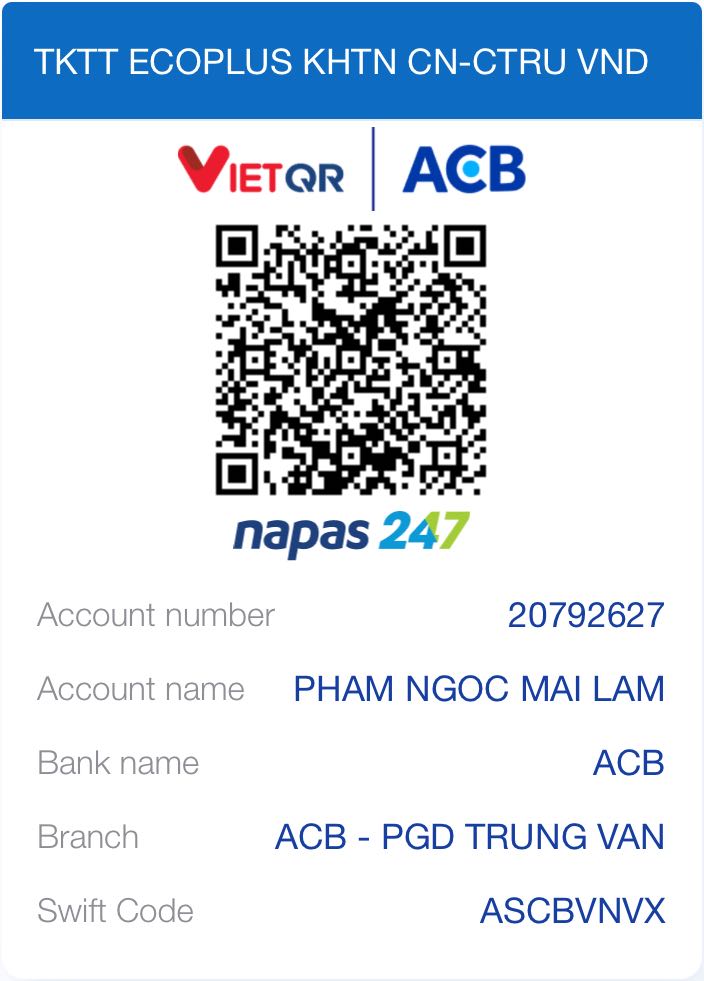 TKTT ECOPLUS KHTN CN-CTRU VND
VIETQR ACB
napas 247
Account number 20792627
Account name PHAM NGOC MAI LAM
Bank name ACB
Branch ACB - PGD TRUNG VAN
Swift Code ASCBVNVX